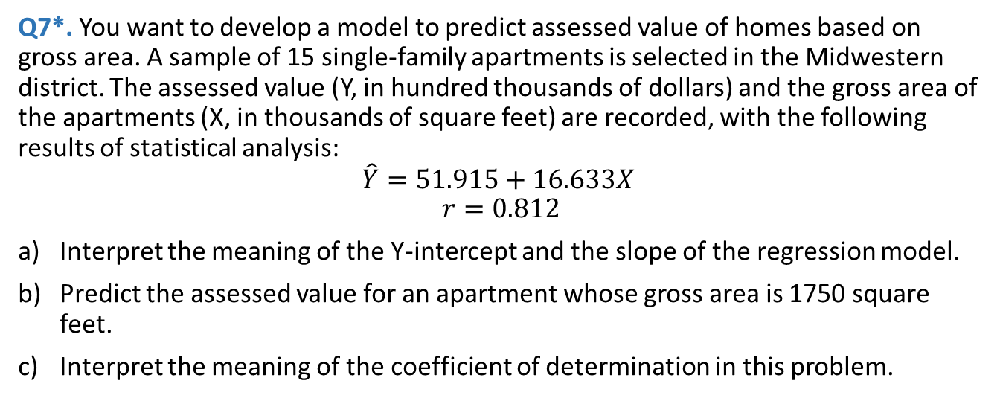 Q7*. You want to develop a model to predict assessed value of homes based on
gross area. A sample of 15 single-family apartments is selected in the Midwestern
district. The assessed value (Y, in hundred thousands of dollars) and the gross area of
the apartments (X, in thousands of square feet) are recorded, with the following
results of statistical analysis:
Ŷ = 51.915 + 16.633X
r = 0.812
a) Interpret the meaning of the Y-intercept and the slope of the regression model.
b) Predict the assessed value for an apartment whose gross area is 1750 square
feet.
c) Interpret the meaning of the coefficient of determination in this problem.